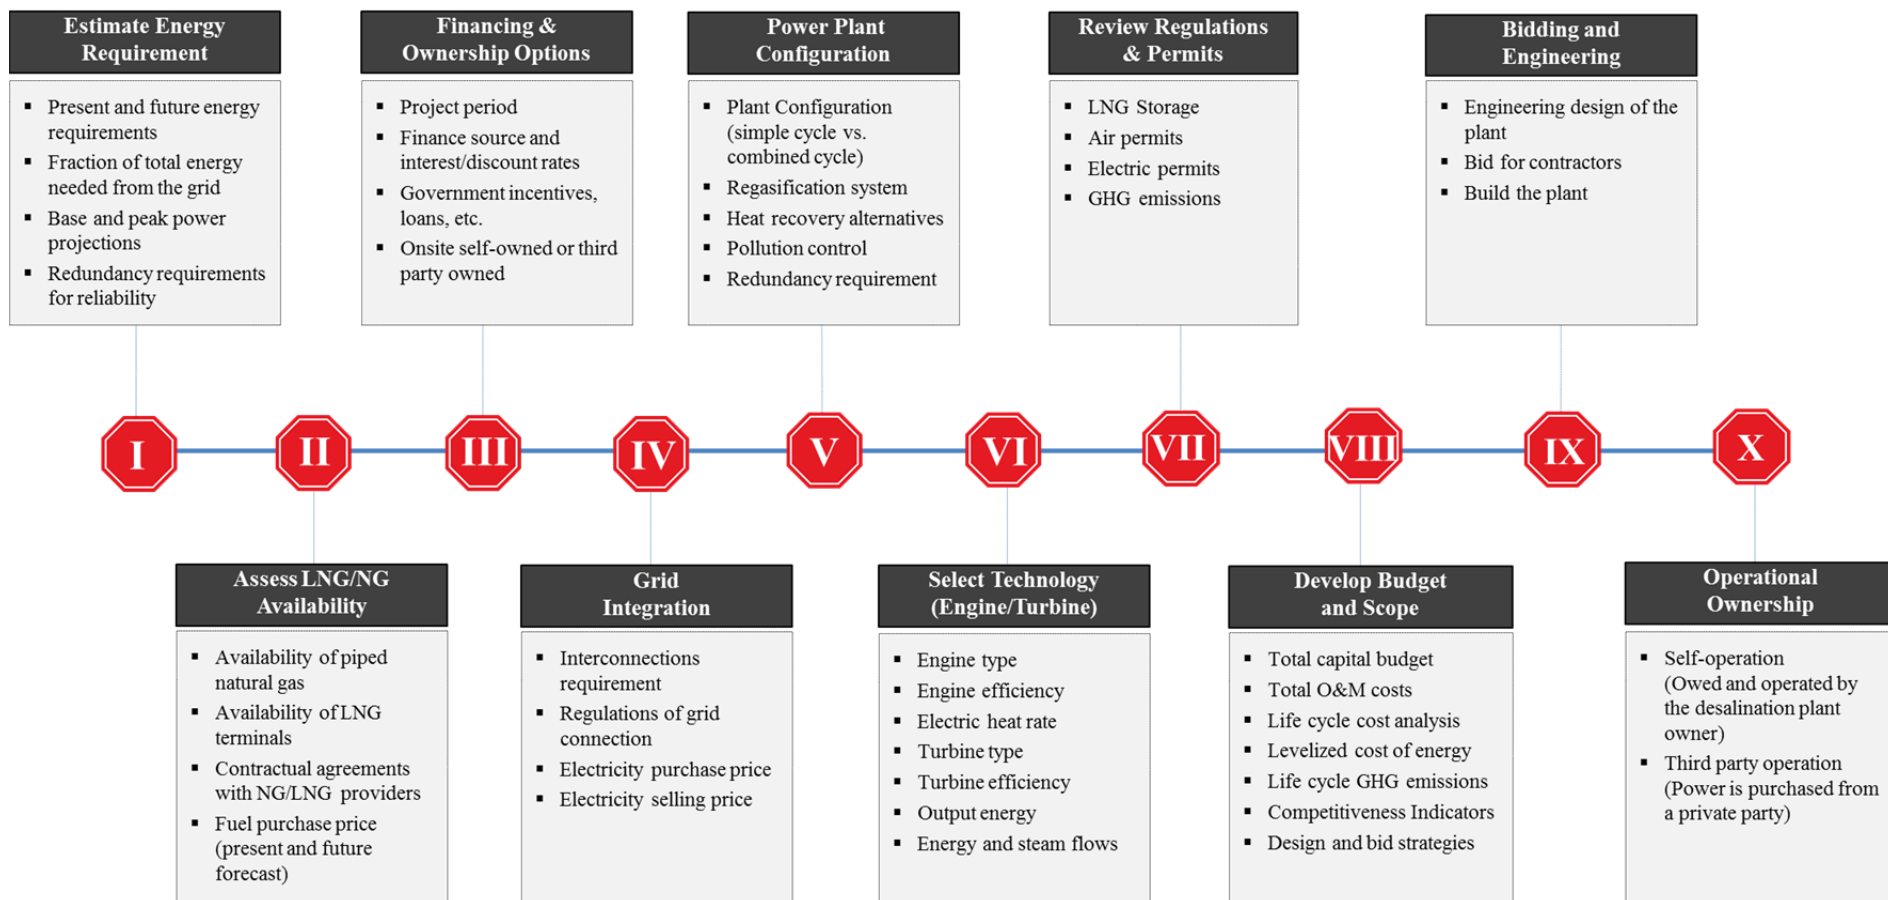 Estimate Energy
Requirement
▪ Present and future energy
requirements
▪ Fraction of total energy
needed from the grid
▪ Base and peak power
projections
▪ Redundancy requirements
for reliability
Financing &
Ownership Options
▪ Project period
▪ Finance source and
interest/discount rates
▪ Government incentives,
loans, etc.
▪ Onsite self-owned or third
party owned
Power Plant
Configuration
▪ Plant Configuration
(simple cycle vs.
combined cycle)
▪ Regasification system
▪ Heat recovery alternatives
▪ Pollution control
▪ Redundancy requirement
Review Regulations
& Permits
▪ LNG Storage
▪ Air permits
▪ Electric permits
▪ GHG emissions
Bidding and
Engineering
▪ Engineering design of the
plant
▪ Bid for contractors
▪ Build the plant
I
II
III
IV
V
VI
VII
VIII
IX
X
Assess LNG/NG
Availability
▪ Availability of piped
natural gas
▪ Availability of LNG
terminals
▪ Contractual agreements
with NG/LNG providers
▪ Fuel purchase price
(present and future
forecast)
Grid
Integration
▪ Interconnections
requirement
▪ Regulations of grid
connection
▪ Electricity purchase price
▪ Electricity selling price
Select Technology
(Engine/Turbine)
▪ Engine type
▪ Engine efficiency
▪ Electric heat rate
▪ Turbine type
▪ Turbine efficiency
▪ Output energy
▪ Energy and steam flows
Develop Budget
and Scope
▪ Total capital budget
▪ Total O&M costs
▪ Life cycle cost analysis
▪ Levelized cost of energy
▪ Life cycle GHG emissions
▪ Competitiveness Indicators
▪ Design and bid strategies
Operational
Ownership
▪ Self-operation
(Owed and operated by
the desalination plant
owner)
▪ Third party operation
(Power is purchased from
a private party)